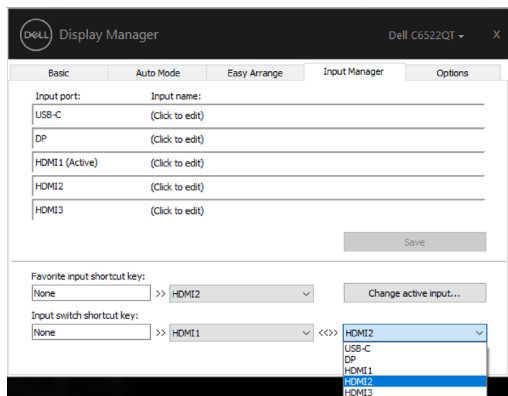 DELL Display Manager Dell C6522QT X
Basic Auto Mode Easy Arrange Input Manager Options
Input port: Input name:
USB-C (Click to edit)
DP (Click to edit)
HDMI1 (Active) (Click to edit)
HDMI2 (Click to edit)
HDMI3 (Click to edit)
Save
Favorite input shortcut key:
None >> HDMI2 Change active input...
Input switch shortcut key:
None >> HDMI1 <<>> HDMI2
USB-C
DP
HDMI1
HDMI2
HDMI3